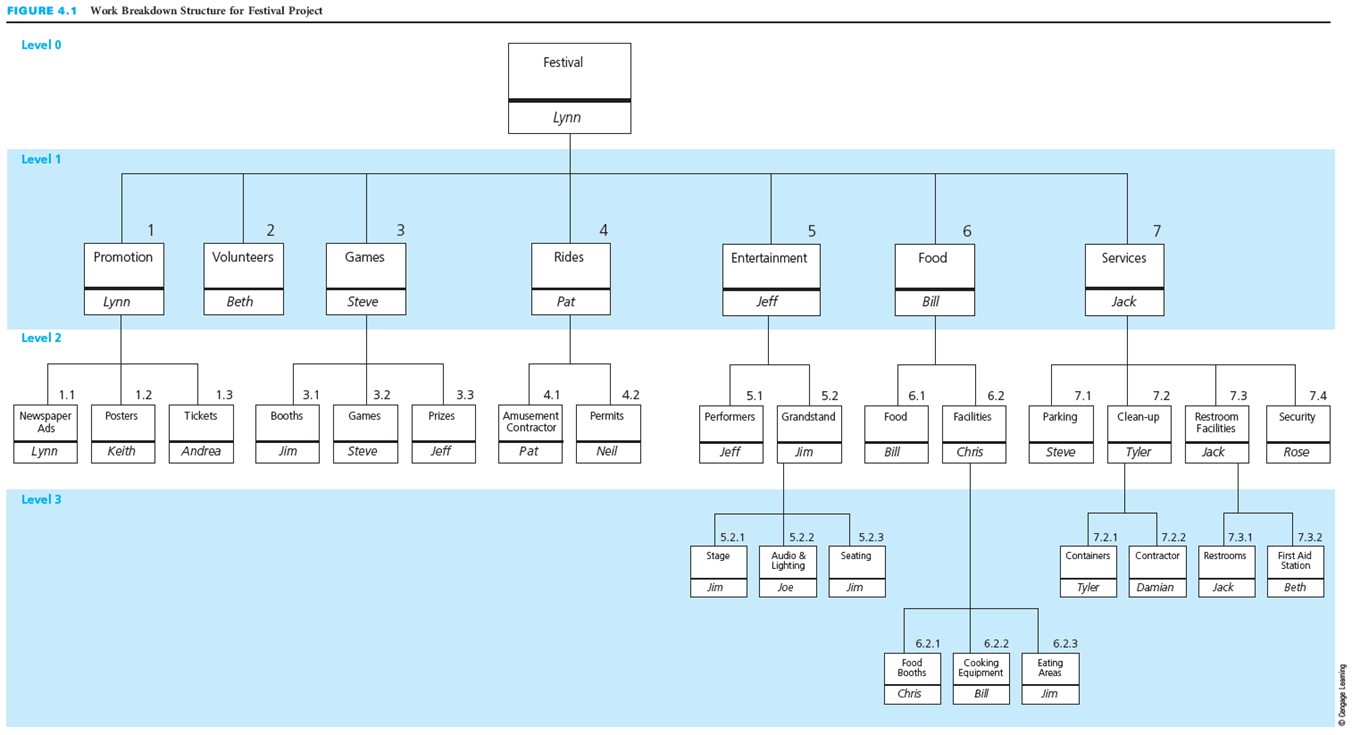 FIGURE 4.1 Work Breakdown Structure for Festival Project
Level 0
Festival
Lynn
Level 1
1
2
3
4
5
6
7
Promotion
Volunteers
Games
Rides
Entertainment
Food
Services
Lynn
Beth
Steve
Pat
Jeff
Bill
Jack
Level 2
1.1
1.2
1.3
3.1
3.2
3.3
4.1
4.2
5.1
5.2
6.1
6.2
7.1
7.2
7.3
7.4
Newspaper
Ads
Posters
Tickets
Booths
Games
Prizes
Amusement
Contractor
Permits
Performers
Grandstand
Food
Facilities
Parking
Clean-up
Restroom
Facilities
Security
Lynn
Keith
Andrea
Jim
Steve
Jeff
Pat
Neil
Jeff
Jim
Bill
Chris
Steve
Tyler
Jack
Rose
Level 3
5.2.1
5.2.2
5.2.3
7.2.1
7.2.2
7.3.1
7.3.2
Stage
Audio &
Lighting
Seating
Containers
Contractor
Restrooms
First Aid
Station
Jim
Joe
Jim
Tyler
Damian
Jack
Beth
6.2.1
6.2.2
6.2.3
Food
Booths
Cooking
Equipment
Eating
Areas
Chris
Bill
Jim
© Cengage Learning